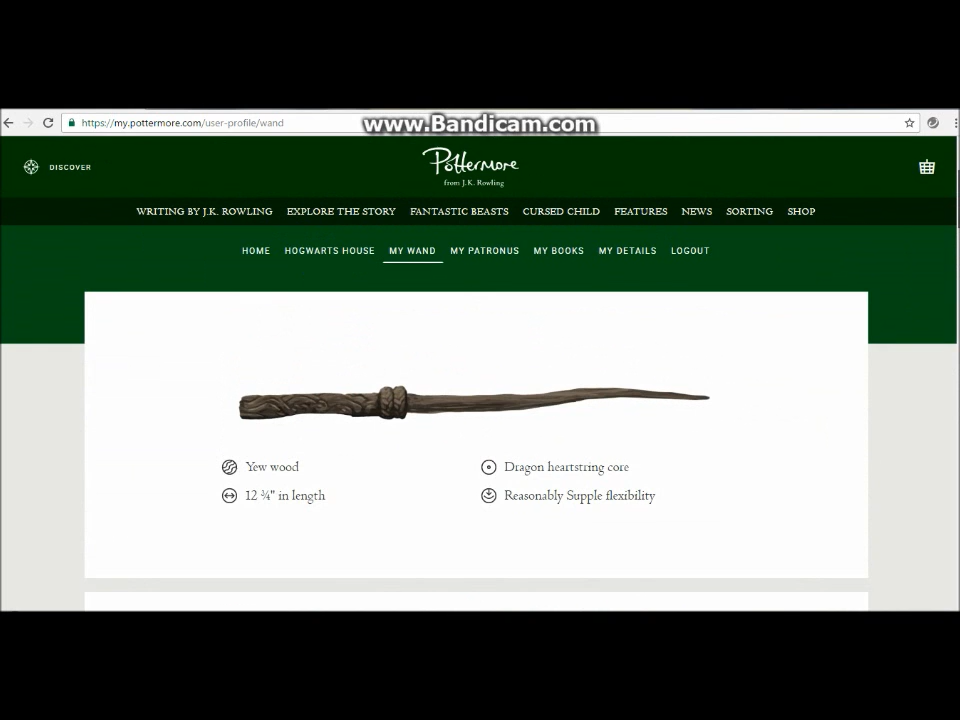 https://my.pottermore.com/user-profile/wand
www.Bandicam.com
DISCOVER
Pottermore
from J.K. Rowling
WRITING BY J.K. ROWLING EXPLORE THE STORY FANTASTIC BEASTS CURSED CHILD FEATURES NEWS SORTING SHOP
HOME HOGWARTS HOUSE MY WAND MY PATRONUS MY BOOKS MY DETAILS LOGOUT
Yew wood Dragon heartstring core
12 ¾" in length Reasonably Supple flexibility